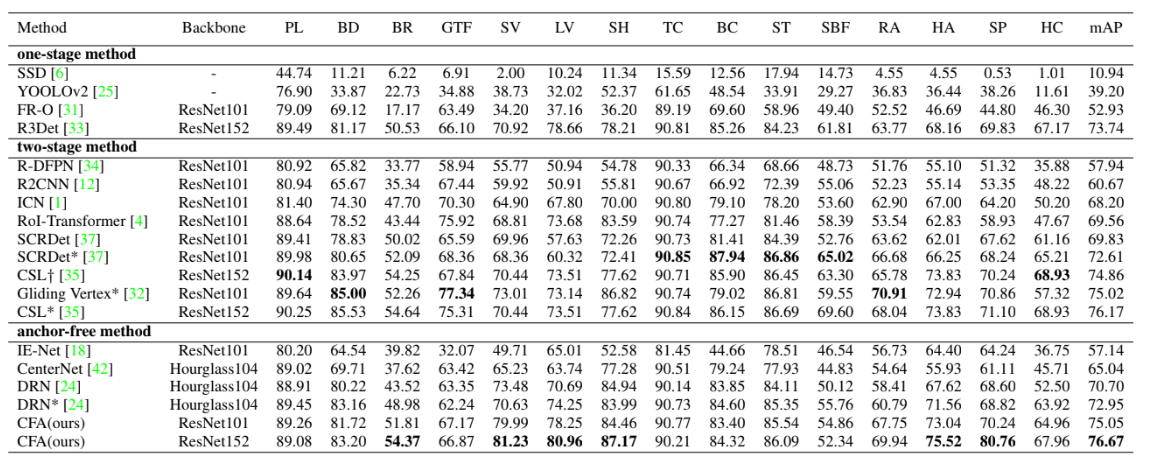 Method Backbone PL BD BR GTF SV LV SH TC BC ST SBF RA HA SP HC mAP
one-stage method
SSD [6] - 44.74 11.21 6.22 6.91 2.00 10.24 11.34 15.59 12.56 17.94 14.73 4.55 4.55 0.53 1.01 10.94
YOOLOv2 [25] - 76.90 33.87 22.73 34.88 38.73 32.02 52.37 61.65 48.54 33.91 29.27 36.83 36.44 38.26 11.61 39.20
FR-O [31] ResNet101 79.09 69.12 17.17 63.49 34.20 37.16 36.20 89.19 69.60 58.96 49.40 52.52 46.69 44.80 46.30 52.93
R3Det [33] ResNet152 89.49 81.17 50.53 66.10 70.92 78.66 78.21 90.81 85.26 84.23 61.81 63.77 68.16 69.83 67.17 73.74
two-stage method
R-DFPN [34] ResNet101 80.92 65.82 33.77 58.94 55.77 50.94 54.78 90.33 66.34 68.66 48.73 51.76 55.10 51.32 35.88 57.94
R2CNN [12] ResNet101 80.94 65.67 35.34 67.44 59.92 50.91 55.81 90.67 66.92 72.39 55.06 52.23 55.14 53.35 48.22 60.67
ICN [1] ResNet101 81.40 74.30 47.70 70.30 64.90 67.80 70.00 90.80 79.10 78.20 53.60 62.90 67.00 64.20 50.20 68.20
RoI-Transformer [4] ResNet101 88.64 78.52 43.44 75.92 68.81 73.68 83.59 90.74 77.27 81.46 58.39 53.54 62.83 58.93 47.67 69.56
SCRDet [37] ResNet101 89.41 78.83 50.02 65.59 69.96 57.63 72.26 90.73 81.41 84.39 52.76 63.62 62.01 67.62 61.16 69.83
SCRDet* [37] ResNet101 89.98 80.65 52.09 68.36 68.36 60.32 72.41 90.85 87.94 86.86 65.02 66.68 66.25 68.24 65.21 72.61
CSL† [35] ResNet152 90.14 83.97 54.25 67.84 70.44 73.51 77.62 90.71 85.90 86.45 63.30 65.78 73.83 70.24 68.93 74.86
Gliding Vertex* [32] ResNet101 89.64 85.00 52.26 77.34 73.01 73.14 86.82 90.74 79.02 86.81 59.55 70.91 72.94 70.86 57.32 75.02
CSL* [35] ResNet152 90.25 85.53 54.64 75.31 70.44 73.51 77.62 90.84 86.15 86.69 69.60 68.04 73.83 71.10 68.93 76.17
anchor-free method
IE-Net [18] ResNet101 80.20 64.54 39.82 32.07 49.71 65.01 52.58 81.45 44.66 78.51 46.54 56.73 64.40 64.24 36.75 57.14
CenterNet [42] Hourglass104 89.02 69.71 37.62 63.42 65.23 63.74 77.28 90.51 79.24 77.93 44.83 54.64 55.93 61.11 45.71 65.04
DRN [24] Hourglass104 88.91 80.22 43.52 63.35 73.48 70.69 84.94 90.14 83.85 84.11 50.12 58.41 67.62 68.60 52.50 70.70
DRN* [24] Hourglass104 89.45 83.16 48.98 62.24 70.63 74.25 83.99 90.73 84.60 85.35 55.76 60.79 71.56 68.82 63.92 72.95
CFA(ours) ResNet101 89.26 81.72 51.81 67.17 79.99 78.25 84.46 90.77 83.40 85.54 54.86 67.75 73.04 70.24 64.96 75.05
CFA(ours) ResNet152 89.08 83.20 54.37 66.87 81.23 80.96 87.17 90.21 84.32 86.09 52.34 69.94 75.52 80.76 67.96 76.67